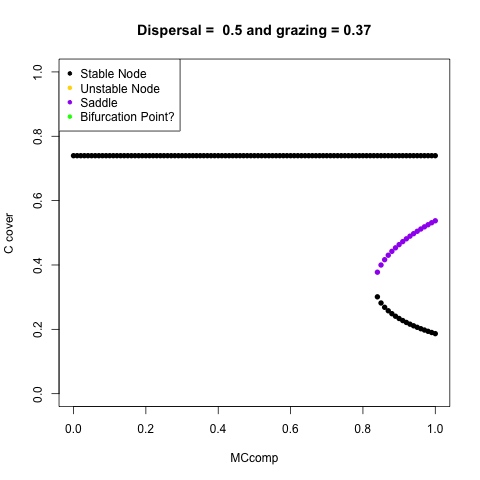 Dispersal =  0.5 and grazing = 0.37
Stable Node
Unstable Node
Saddle
Bifurcation Point?
1.0
0.8
0.6
0.4
0.2
0.0
C cover
0.0 0.2 0.4 0.6 0.8 1.0
MCcomp